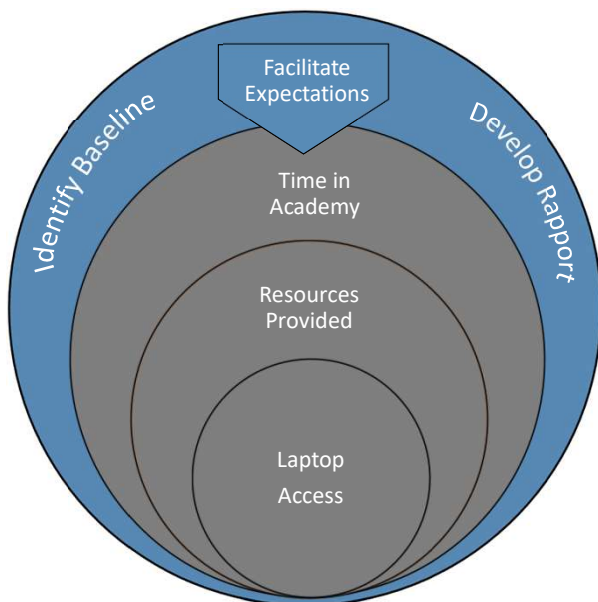 Facilitate
Expectations
Identify Baseline
Develop Rapport
Time in
Academy
Resources
Provided
Laptop
Access